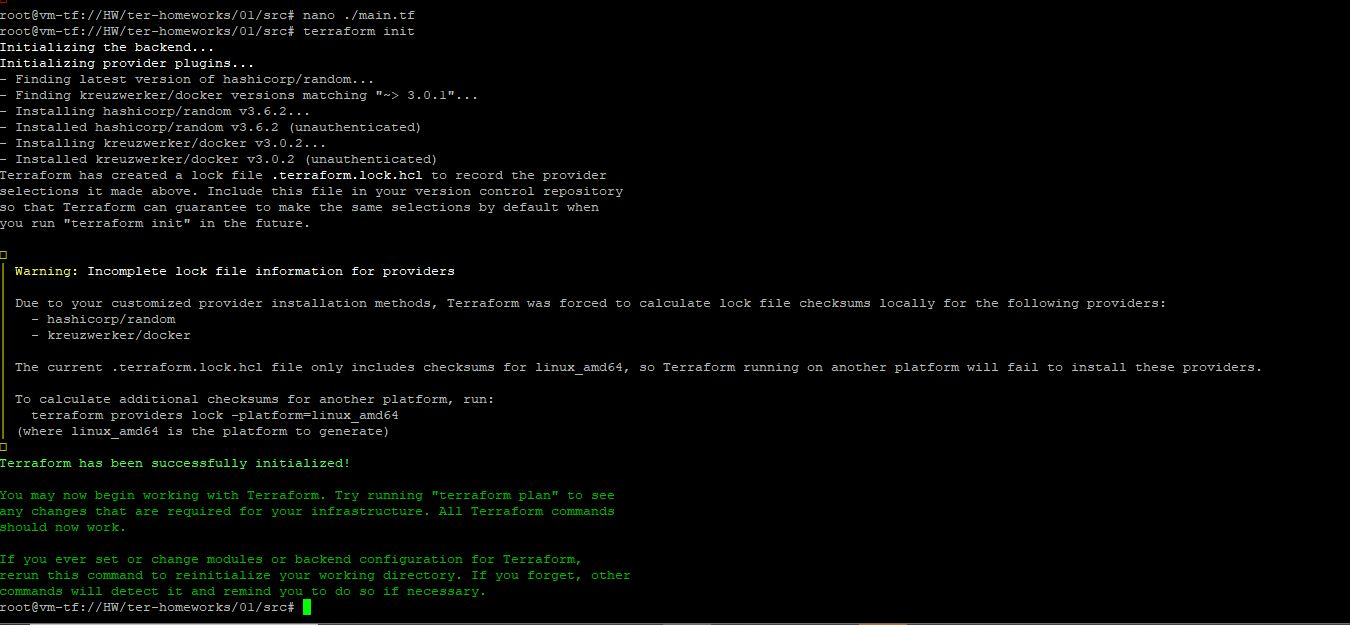 root@vm-tf://HW/ter-homeworks/01/src# nano ./main.tf
root@vm-tf://HW/ter-homeworks/01/src# terraform init
Initializing the backend...
Initializing provider plugins...
- Finding latest version of hashicorp/random...
- Finding kreuzwerker/docker versions matching "~> 3.0.1"...
- Installing hashicorp/random v3.6.2...
- Installed hashicorp/random v3.6.2 (unauthenticated)
- Installing kreuzwerker/docker v3.0.2...
- Installed kreuzwerker/docker v3.0.2 (unauthenticated)
Terraform has created a lock file .terraform.lock.hcl to record the provider
selections it made above. Include this file in your version control repository
so that Terraform can guarantee to make the same selections by default when
you run "terraform init" in the future.
Warning: Incomplete lock file information for providers
Due to your customized provider installation methods, Terraform was forced to calculate lock file checksums locally for the following providers:
- hashicorp/random
- kreuzwerker/docker
The current .terraform.lock.hcl file only includes checksums for linux_amd64, so Terraform running on another platform will fail to install these providers.
To calculate additional checksums for another platform, run:
terraform providers lock -platform=linux_amd64
(where linux_amd64 is the platform to generate)
Terraform has been successfully initialized!
You may now begin working with Terraform. Try running "terraform plan" to see
any changes that are required for your infrastructure. All Terraform commands
should now work.
If you ever set or change modules or backend configuration for Terraform,
rerun this command to reinitialize your working directory. If you forget, other
commands will detect it and remind you to do so if necessary.
root@vm-tf://HW/ter-homeworks/01/src#